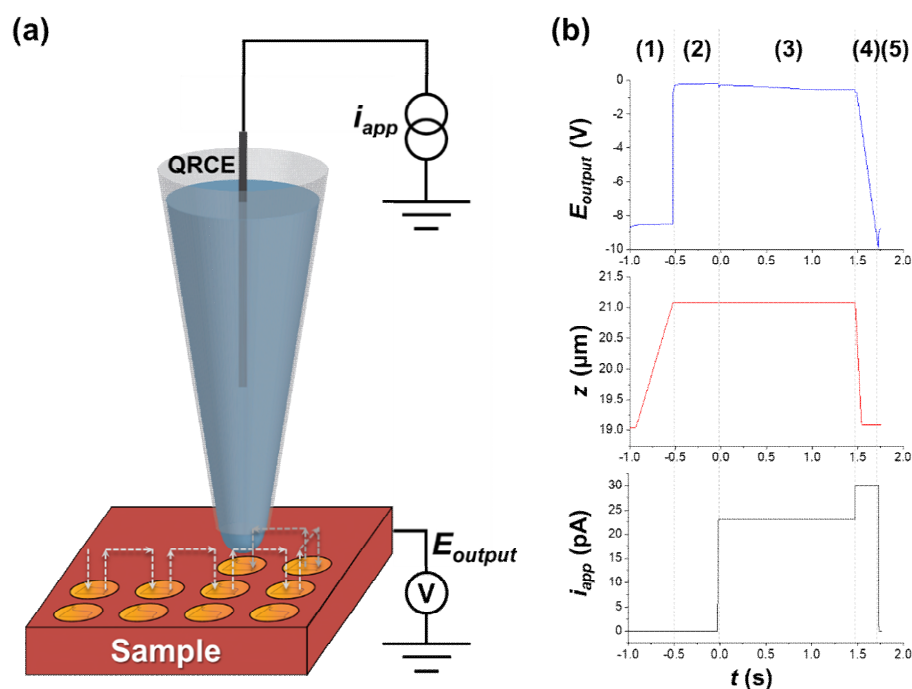 (a)
QRCE
i_app
E_output
V
Sample
(b)
(1) (2) (3) (4) (5)
E_output (V)
0
-2
-4
-6
-8
-10
-1.0 -0.5 0.0 0.5 1.0 1.5 2.0
z (µm)
21.0
20.5
20.0
19.5
19.0
-1.0 -0.5 0.0 0.5 1.0 1.5 2.0
i_app (pA)
30
25
20
15
10
5
0
-1.0 -0.5 0.0 0.5 1.0 1.5 2.0
t (s)